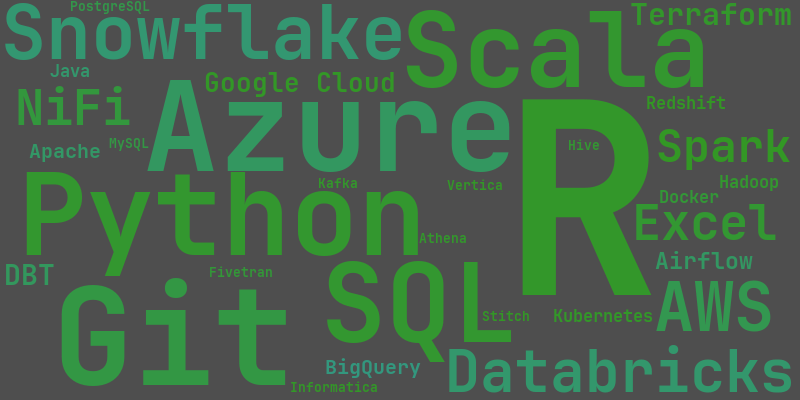 PostgreSQL
Snowflake
Scala
Terraform
Java
Google Cloud
NiFi
Azure
R
Redshift
Apache
MySQL
Hive
Spark
Python
Kafka
Vertica
Hadoop
Docker
Excel
Athena
DBT
Fivetran
SQL
Airflow
Git
Stitch
Kubernetes
AWS
BigQuery
Databricks
Informatica